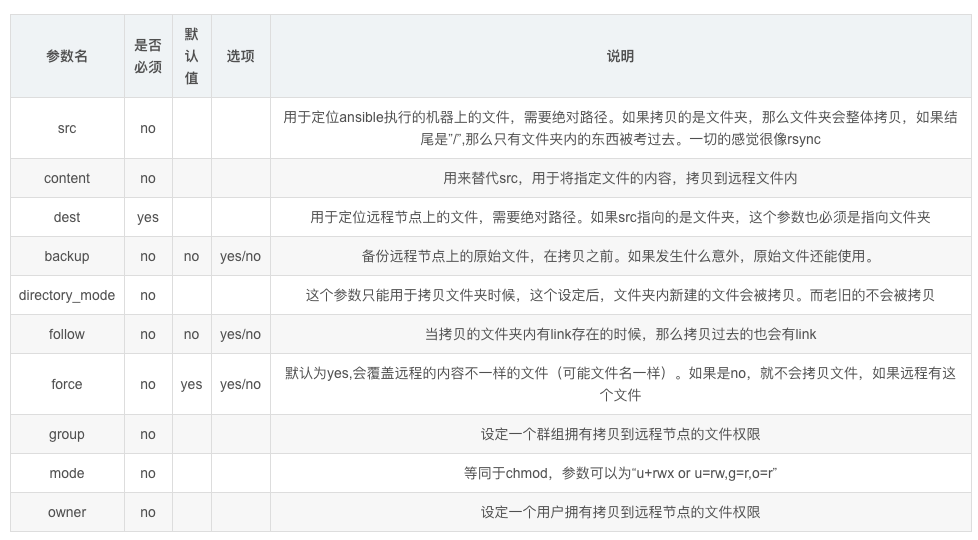 参数名 是否必须 默认值 选项 说明
src no 用于定位ansible执行的机器上的文件，需要绝对路径。如果拷贝的是文件夹，那么文件夹会整体拷贝，如果结
尾是”/”,那么只有文件夹内的东西被考过去。一切的感觉很像rsync
content no 用来替代src，用于将指定文件的内容，拷贝到远程文件内
dest yes 用于定位远程节点上的文件，需要绝对路径。如果src指向的是文件夹，这个参数也必须是指向文件夹
backup no no yes/no 备份远程节点上的原始文件，在拷贝之前。如果发生什么意外，原始文件还能使用。
directory_mode no 这个参数只能用于拷贝文件夹时候，这个设定后，文件夹内新建的文件会被拷贝。而老旧的不会被拷贝
follow no no yes/no 当拷贝的文件夹内有link存在的时候，那么拷贝过去的也会有link
force no yes yes/no 默认为yes,会覆盖远程的内容不一样的文件（可能文件名一样）。如果是no，就不会拷贝文件，如果远程有这
个文件
group no 设定一个群组拥有拷贝到远程节点的文件权限
mode no 等同于chmod，参数可以为“u+rwx or u=rw,g=r,o=r”
owner no 设定一个用户拥有拷贝到远程节点的文件权限